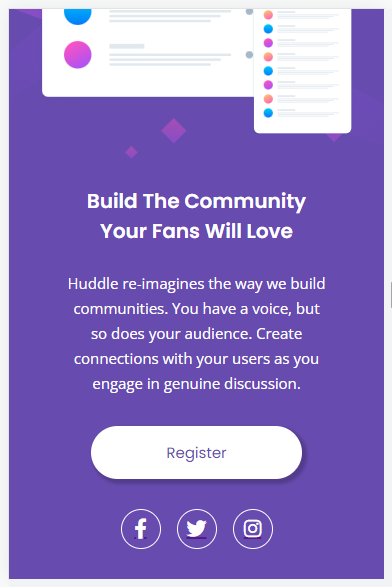 Build The Community
Your Fans Will Love
Huddle re-imagines the way we build
communities. You have a voice, but
so does your audience. Create
connections with your users as you
engage in genuine discussion.
Register